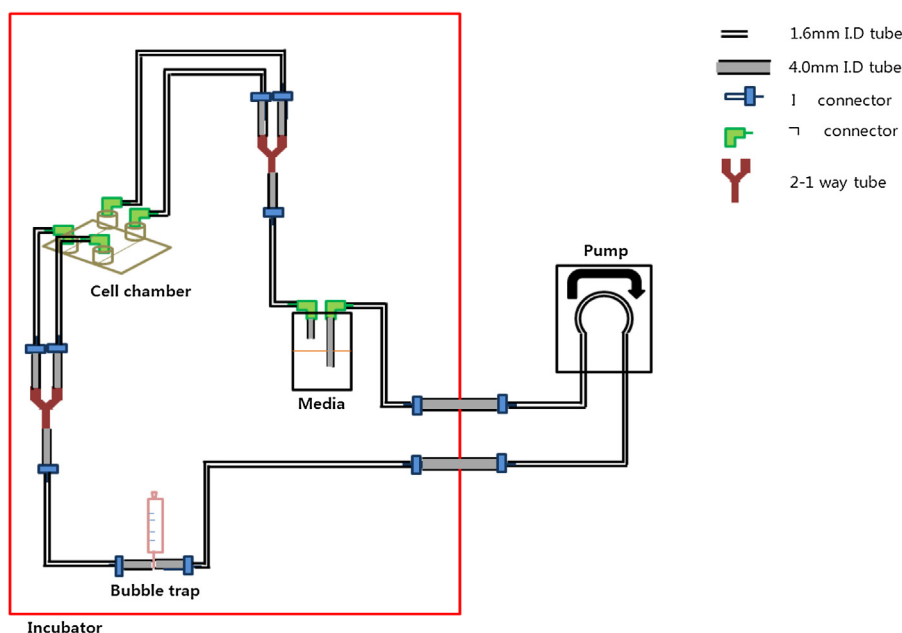 1.6mm I.D tube
4.0mm I.D tube
I connector
ㄱ connector
2-1 way tube
Pump
Cell chamber
Media
Bubble trap
Incubator